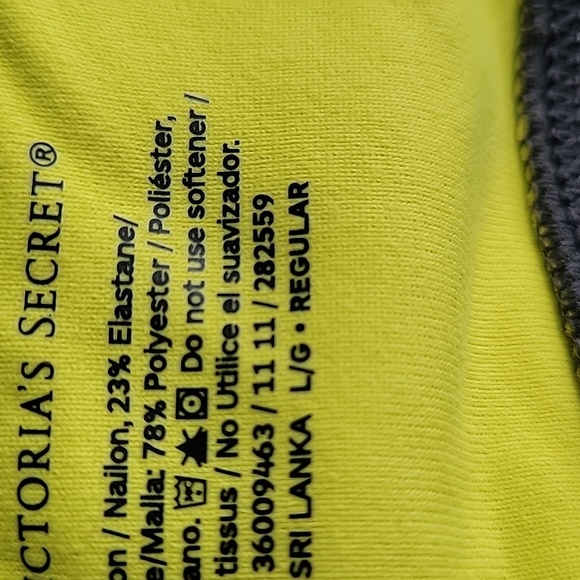 ICTORIA'S SECRET®
on / Nailon, 23% Elastane/
e/Malla: 78% Polyester / Poliéster,
ano. Do not use softener /
tissus / No Utilice el suavizador.
36009463 / 11 11 / 282559
SRI LANKA L/G • REGULAR